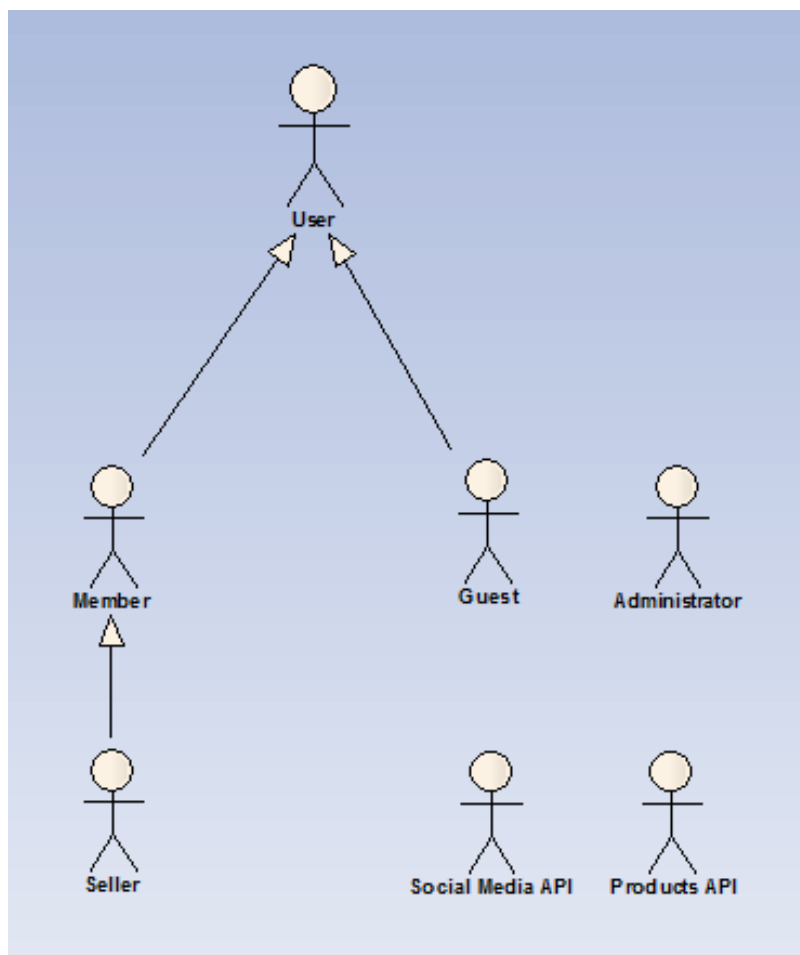 User
Member
Guest
Administrator
Seller
Social Media API
Products API